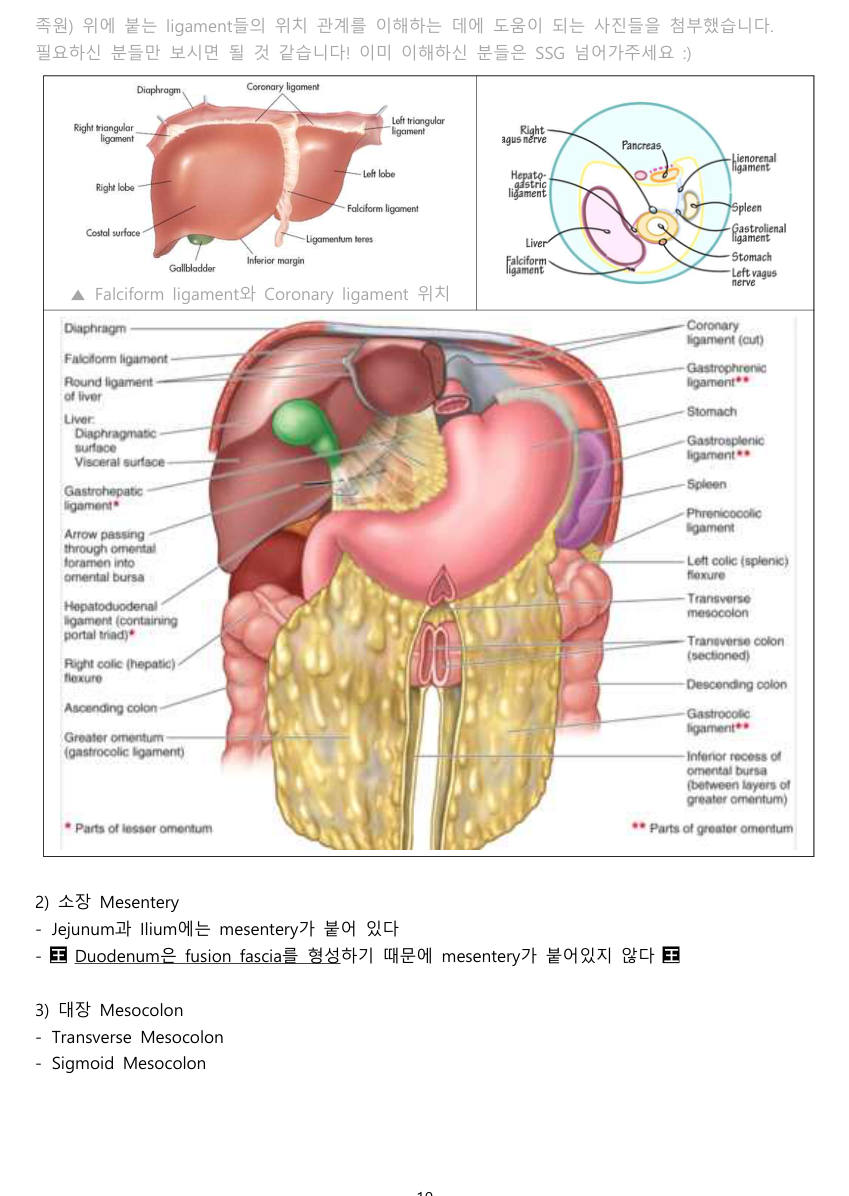 족원) 위에 붙는 ligament들의 위치 관계를 이해하는 데에 도움이 되는 사진들을 첨부했습니다.
필요하신 분들만 보시면 될 것 같습니다! 이미 이해하신 분들은 SSG 넘어가주세요 :)
Diaphragm
Coronary ligament
Right triangular
ligament
Left triangular
ligament
Right lobe
Left lobe
Falciform ligament
Costal surface
Ligamentum teres
Inferior margin
Gallbladder
▲ Falciform ligament와 Coronary ligament 위치
Right
agus nerve
Pancreas
Lienorenal
ligament
Hepato-
gastric
ligament
Spleen
Gastrolienal
ligament
Liver
Stomach
Falciform
ligament
Left vagus
nerve
Diaphragm
Falciform ligament
Round ligament
of liver
Liver:
Diaphragmatic
surface
Visceral surface
Gastrohepatic
ligament*
Arrow passing
through omental
foramen into
omental bursa
Hepatoduodenal
ligament (containing
portal triad)*
Right colic (hepatic)
flexure
Ascending colon
Greater omentum
(gastrocolic ligament)
* Parts of lesser omentum
Coronary
ligament (cut)
Gastrophrenic
ligament**
Stomach
Gastrosplenic
ligament**
Spleen
Phrenicocolic
ligament
Left colic (splenic)
flexure
Transverse
mesocolon
Transverse colon
(sectioned)
Descending colon
Gastrocolic
ligament**
Inferior recess of
omental bursa
(between layers of
greater omentum)
** Parts of greater omentum
2) 소장 Mesentery
- Jejunum과 Ilium에는 mesentery가 붙어 있다
- 王 Duodenum은 fusion fascia를 형성하기 때문에 mesentery가 붙어있지 않다 王
3) 대장 Mesocolon
- Transverse Mesocolon
- Sigmoid Mesocolon